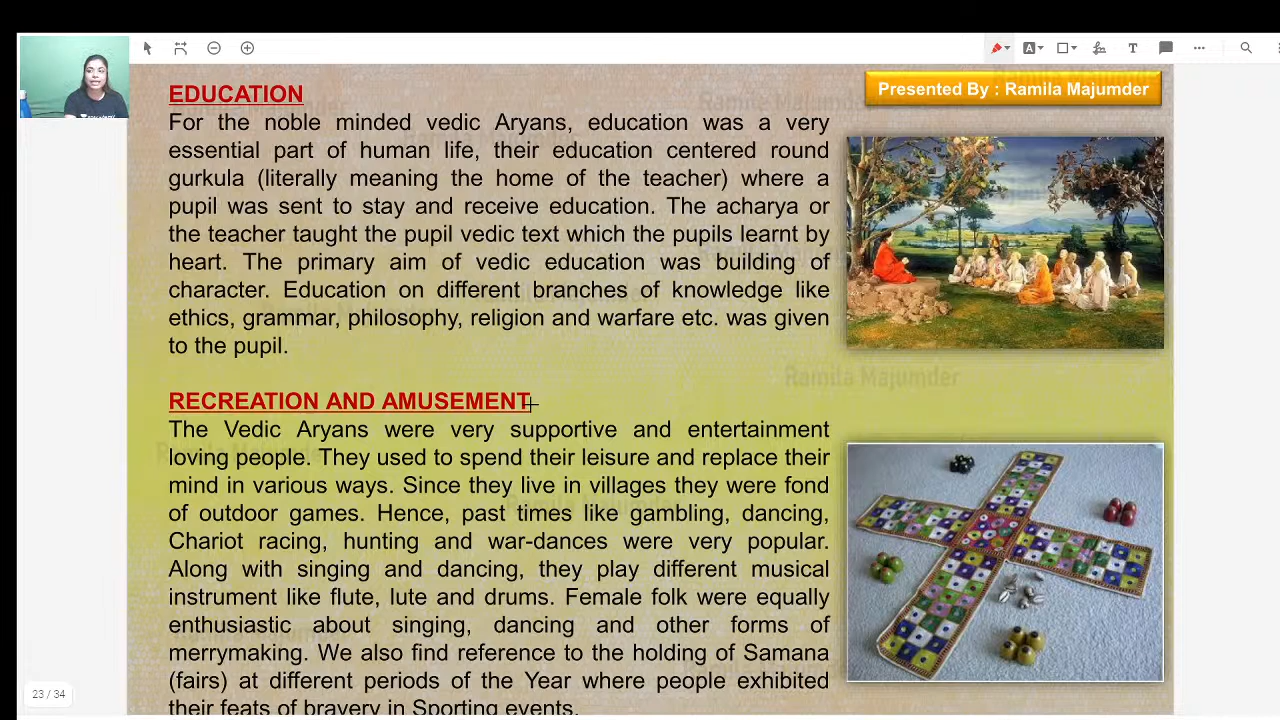 EDUCATION
Presented By : Ramila Majumder
For the noble minded vedic Aryans, education was a very
essential part of human life, their education centered round
gurkula (literally meaning the home of the teacher) where a
pupil was sent to stay and receive education. The acharya or
the teacher taught the pupil vedic text which the pupils learnt by
heart. The primary aim of vedic education was building of
character. Education on different branches of knowledge like
ethics, grammar, philosophy, religion and warfare etc. was given
to the pupil.
Ramila Majumder
RECREATION AND AMUSEMENT
The Vedic Aryans were very supportive and entertainment
loving people. They used to spend their leisure and replace their
mind in various ways. Since they live in villages they were fond
of outdoor games. Hence, past times like gambling, dancing,
Chariot racing, hunting and war-dances were very popular.
Along with singing and dancing, they play different musical
instrument like flute, lute and drums. Female folk were equally
enthusiastic about singing, dancing and other forms of
merrymaking. We also find reference to the holding of Samana
(fairs) at different periods of the Year where people exhibited
their feats of bravery in Sporting events.
23 / 34